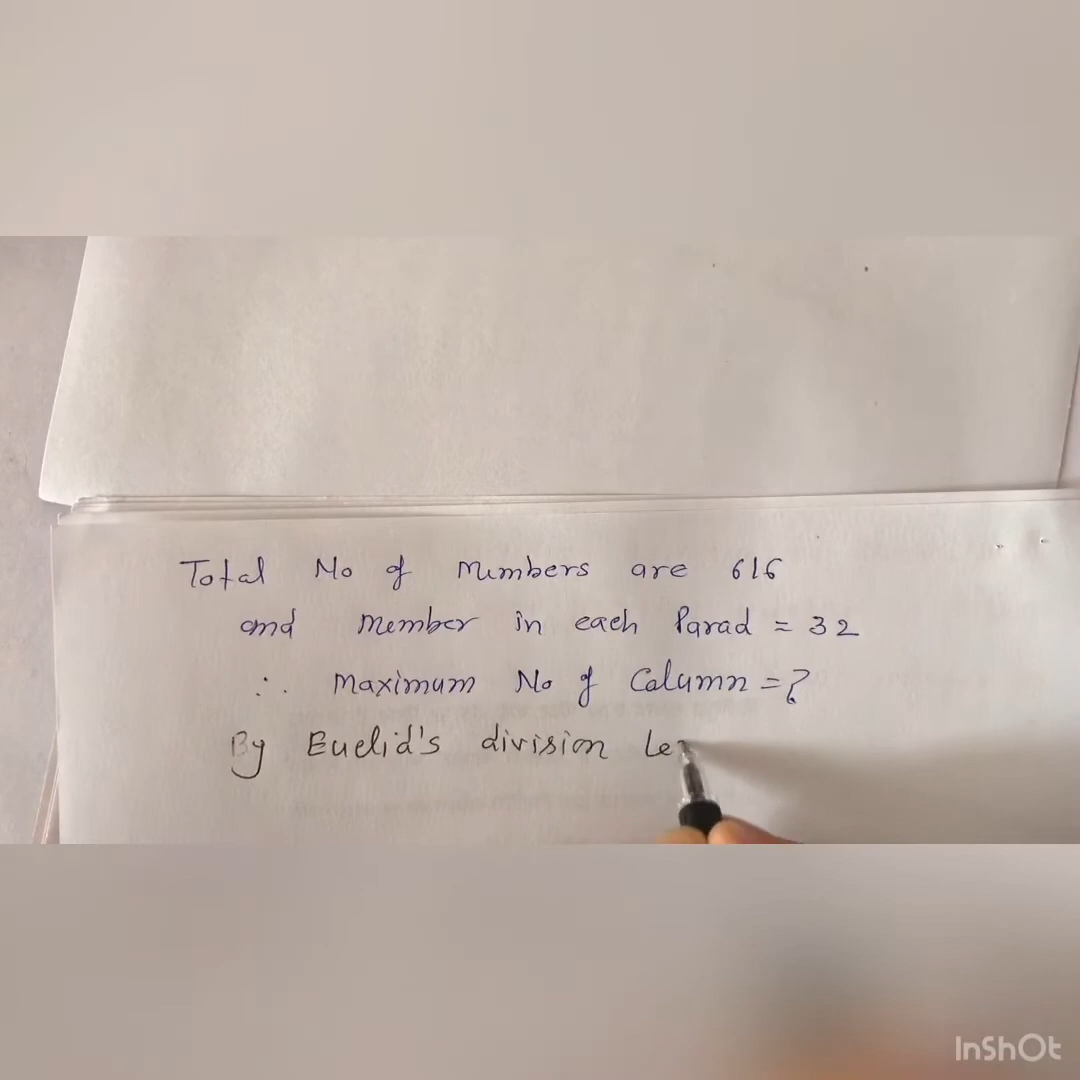 Total No of Members are 616
and Member in each Parad = 32
∴ Maximum No of Column = ?
By Euclid's division Le
InShOt